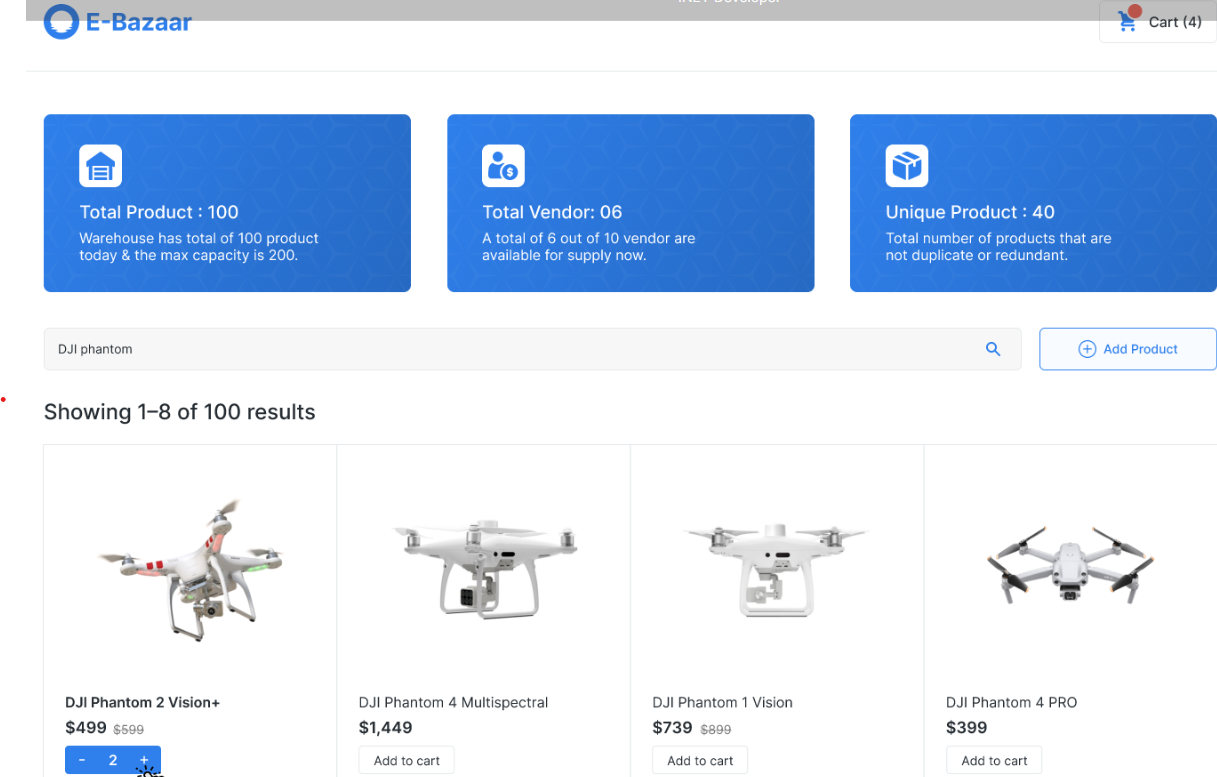 E-Bazaar
Cart (4)
Total Product : 100
Warehouse has total of 100 product
today & the max capacity is 200.
Total Vendor: 06
A total of 6 out of 10 vendor are
available for supply now.
Unique Product : 40
Total number of products that are
not duplicate or redundant.
DJI phantom
Add Product
Showing 1–8 of 100 results
DJI Phantom 2 Vision+
$499 $599
- 2 +
DJI Phantom 4 Multispectral
$1,449
Add to cart
DJI Phantom 1 Vision
$739 $899
Add to cart
DJI Phantom 4 PRO
$399
Add to cart